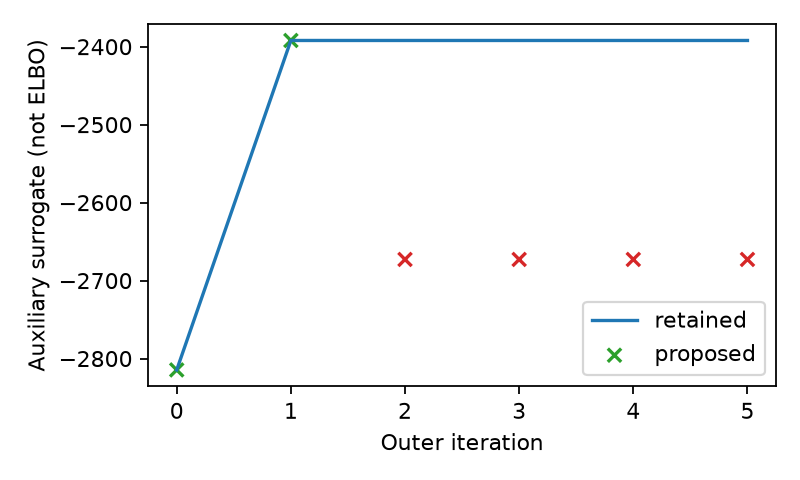 Auxiliary surrogate (not ELBO)
−2400
−2500
−2600
−2700
−2800
0 1 2 3 4 5
Outer iteration
retained
proposed